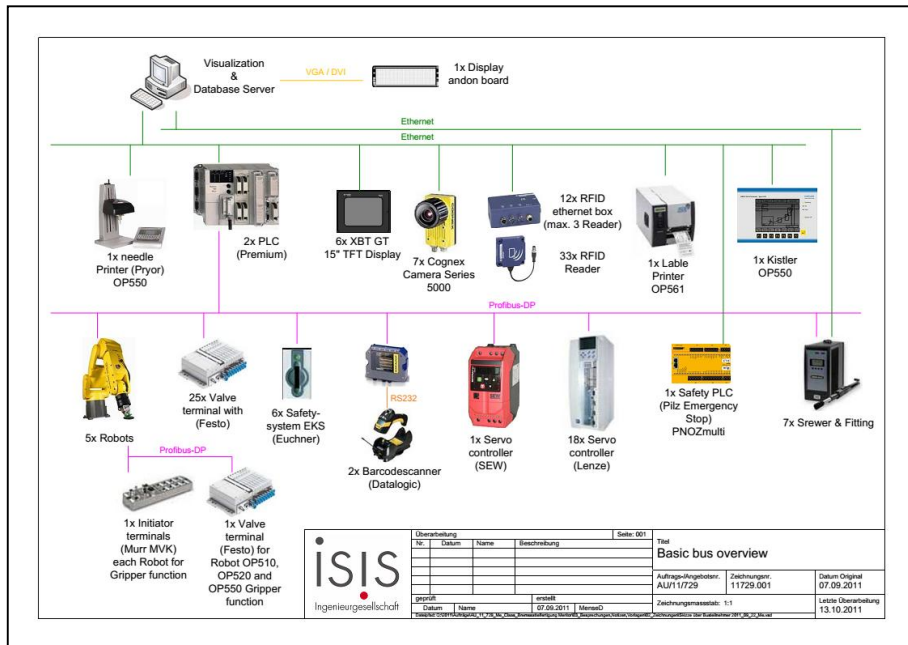 Visualization
&
Database Server
VGA / DVI
1x Display
andon board
Ethernet
Ethernet
1x needle
Printer (Pryor)
OP550
2x PLC
(Premium)
6x XBT GT
15" TFT Display
7x Cognex
Camera Series
5000
12x RFID
ethernet box
(max. 3 Reader)
33x RFID
Reader
1x Lable
Printer
OP561
1x Kistler
OP550
Profibus-DP
5x Robots
25x Valve
terminal with
(Festo)
6x Safety-
system EKS
(Euchner)
RS232
2x Barcodescanner
(Datalogic)
1x Servo
controller
(SEW)
18x Servo
controller
(Lenze)
1x Safety PLC
(Pilz Emergency
Stop)
PNOZmulti
7x Srewer & Fitting
Profibus-DP
1x Initiator
terminals
(Murr MVK)
each Robot for
Gripper function
1x Valve
terminal
(Festo) for
Robot OP510,
OP520 and
OP550 Gripper
function
isis
Ingenieurgesellschaft
Überarbeitung Seite: 001
Nr. Datum Name Beschreibung
geprüft erstellt
Datum Name 07.09.2011 MenseD
Titel
Basic bus overview
Auftrags-/Angebotsnr. Zeichnungsnr. Datum Original
AU/11/729 11729.001 07.09.2011
Zeichnungsmassstab: 1:1 Letzte Überarbeitung
13.10.2011